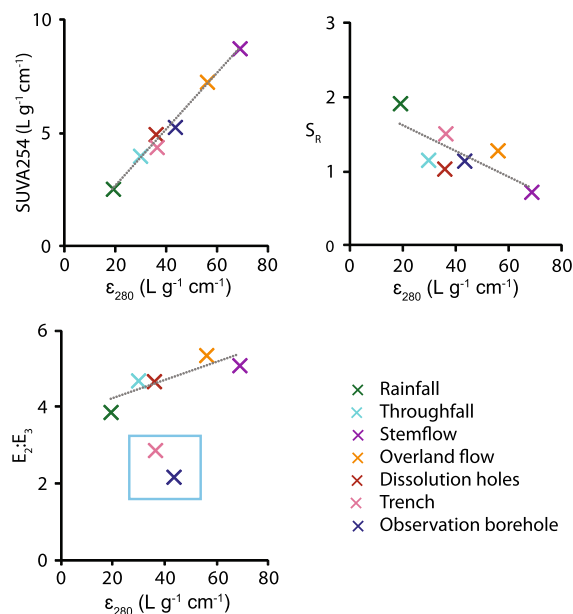 10
5
0
SUVA254 (L g⁻¹ cm⁻¹)
0 20 40 60 80
ε₂₈₀ (L g⁻¹ cm⁻¹)
3
2
1
0
S_R
0 20 40 60 80
ε₂₈₀ (L g⁻¹ cm⁻¹)
6
4
2
0
E₂:E₃
0 20 40 60 80
ε₂₈₀ (L g⁻¹ cm⁻¹)
Rainfall
Throughfall
Stemflow
Overland flow
Dissolution holes
Trench
Observation borehole